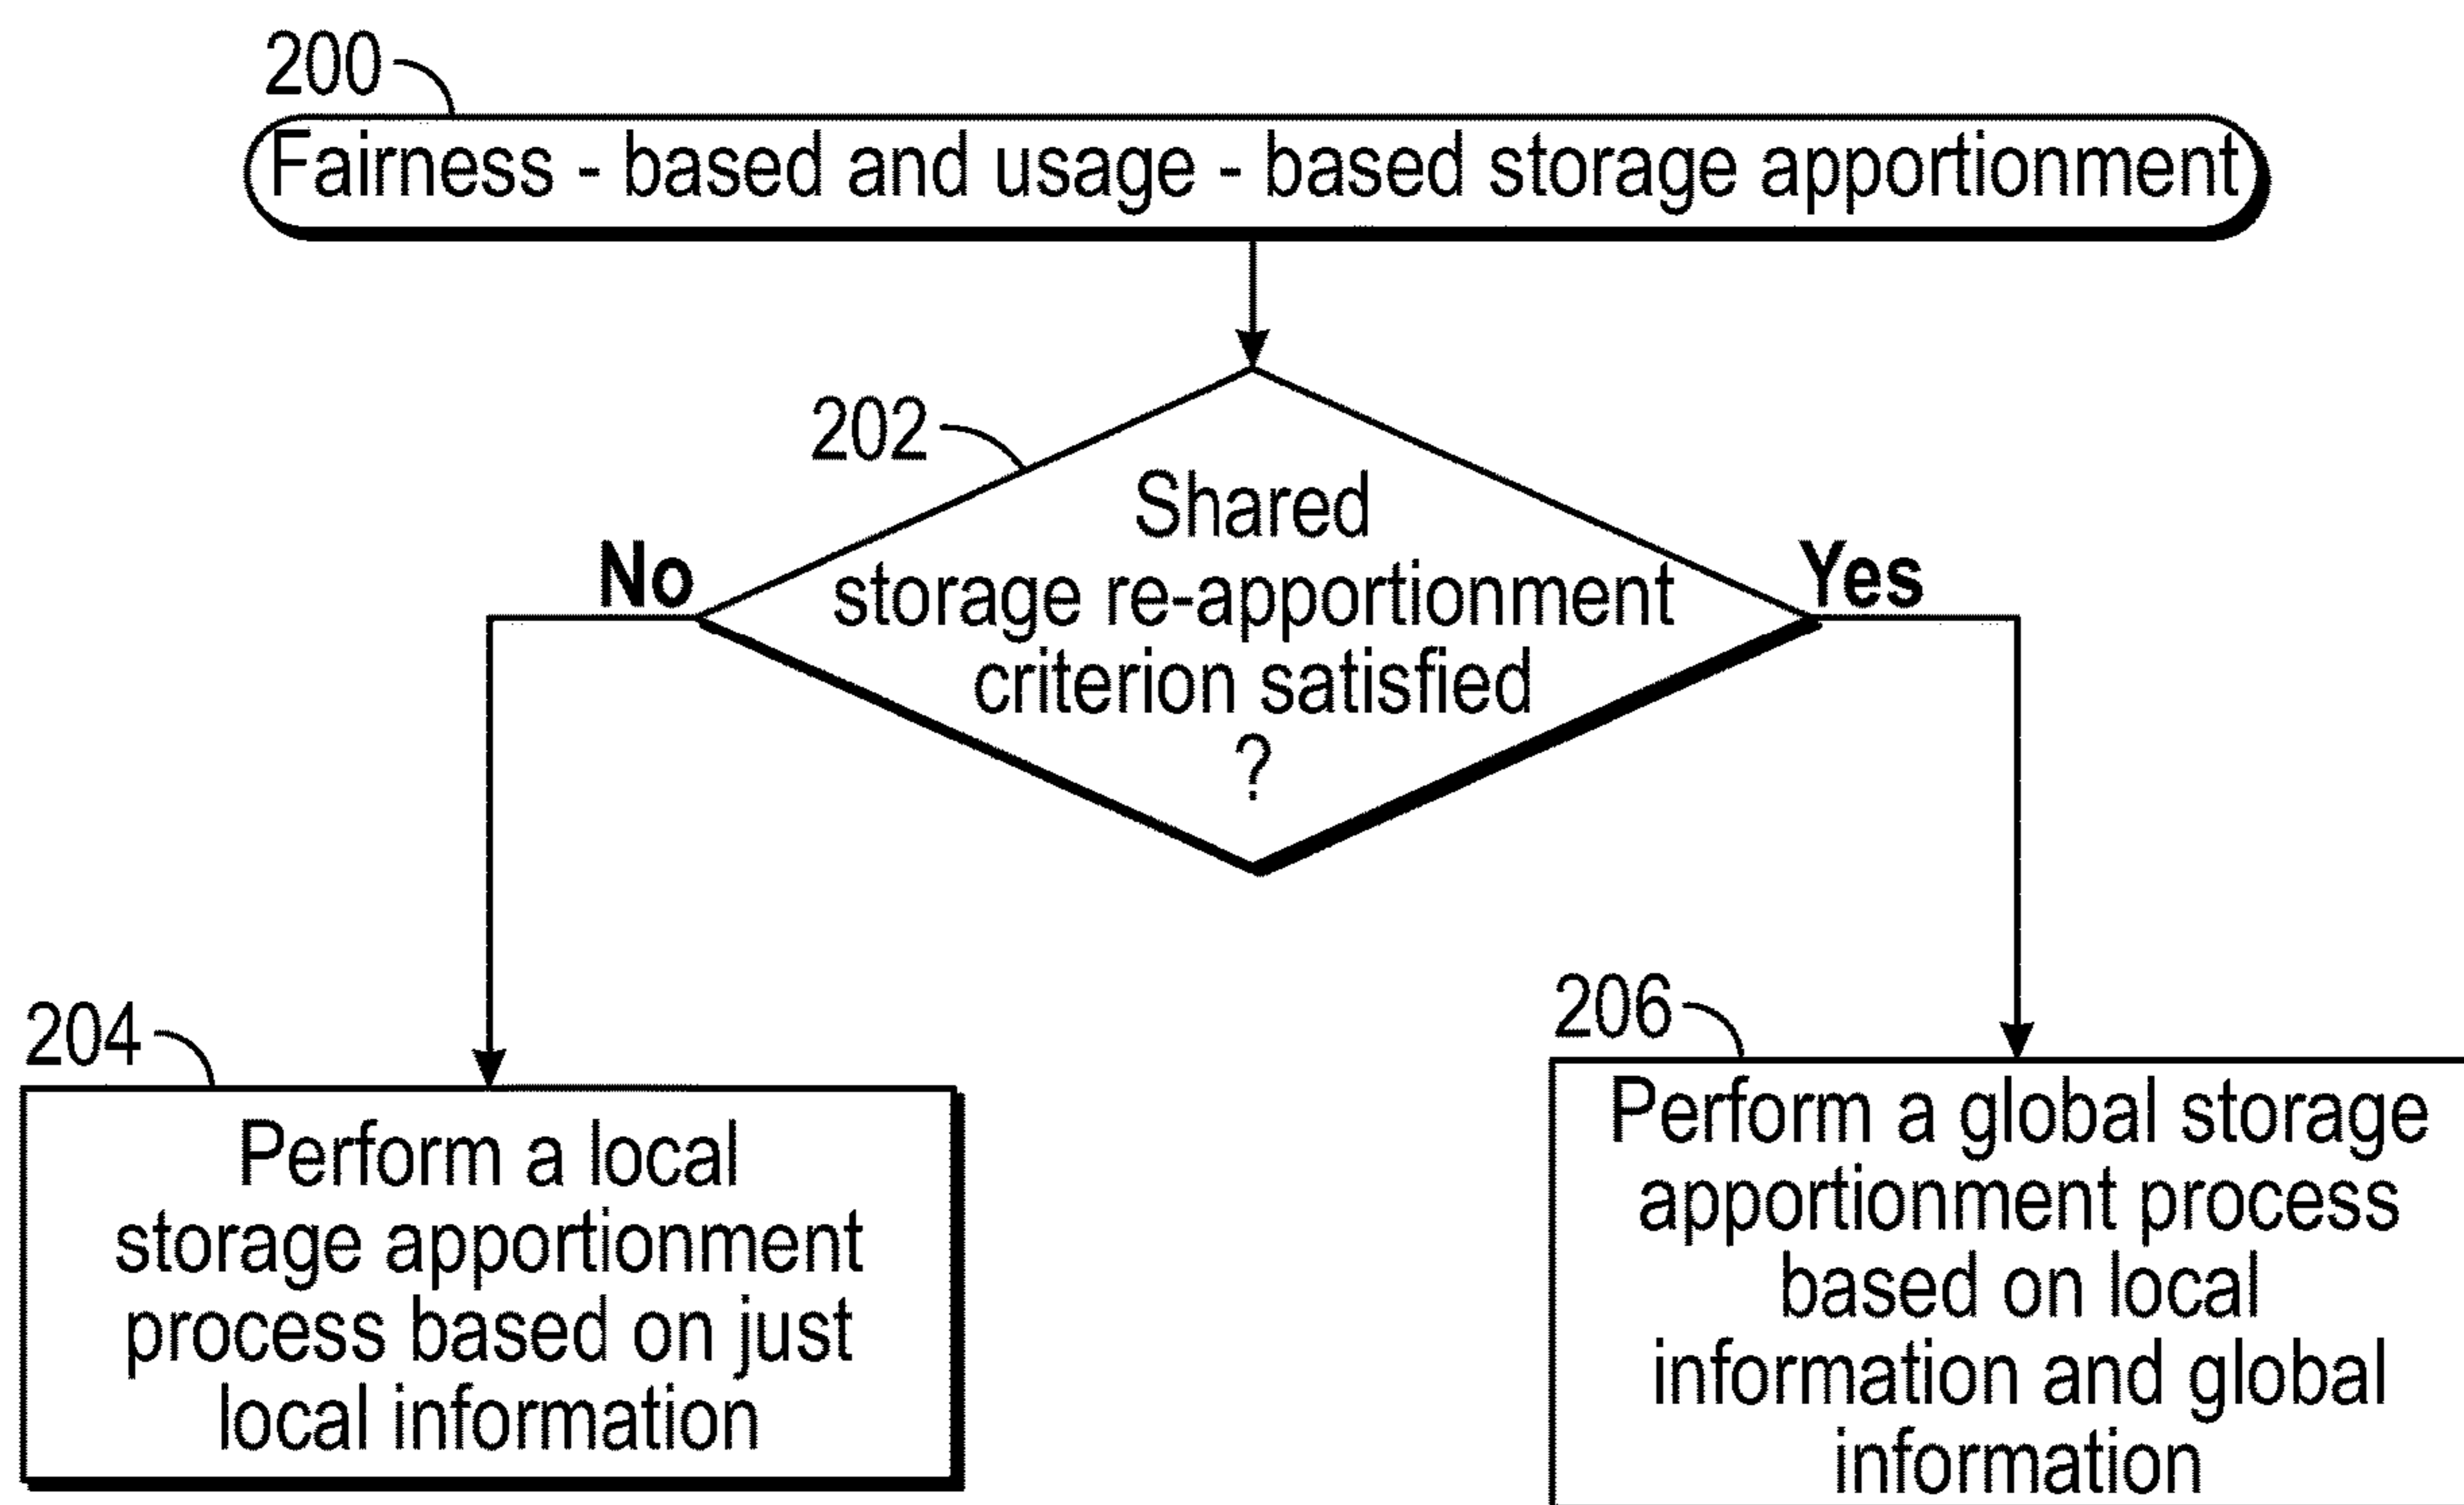 200
Fairness - based and usage - based storage apportionment
202
Shared
storage re-apportionment
criterion satisfied
?
No
Yes
204
Perform a local
storage apportionment
process based on just
local information
206
Perform a global storage
apportionment process
based on local
information and global
information